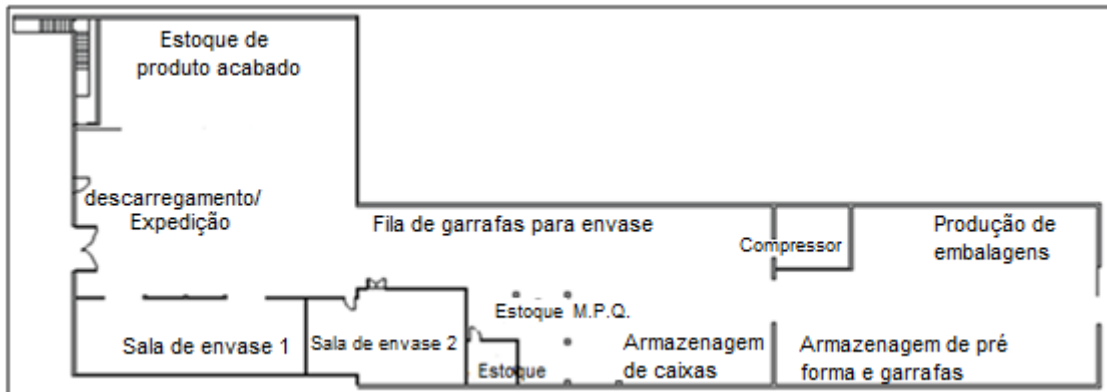 Estoque de
produto acabado
descarregamento/
Expedição
Fila de garrafas para envase
Compressor
Produção de
embalagens
Estoque M.P.Q.
Sala de envase 1
Sala de envase 2
Estoque
Armazenagem
de caixas
Armazenagem de pré
forma e garrafas